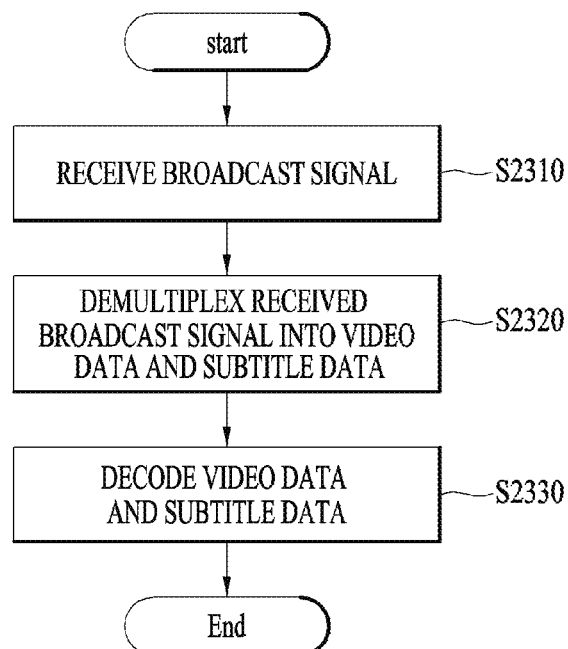 start
RECEIVE BROADCAST SIGNAL
S2310
DEMULTIPLEX RECEIVED
BROADCAST SIGNAL INTO VIDEO
DATA AND SUBTITLE DATA
S2320
DECODE VIDEO DATA
AND SUBTITLE DATA
S2330
End